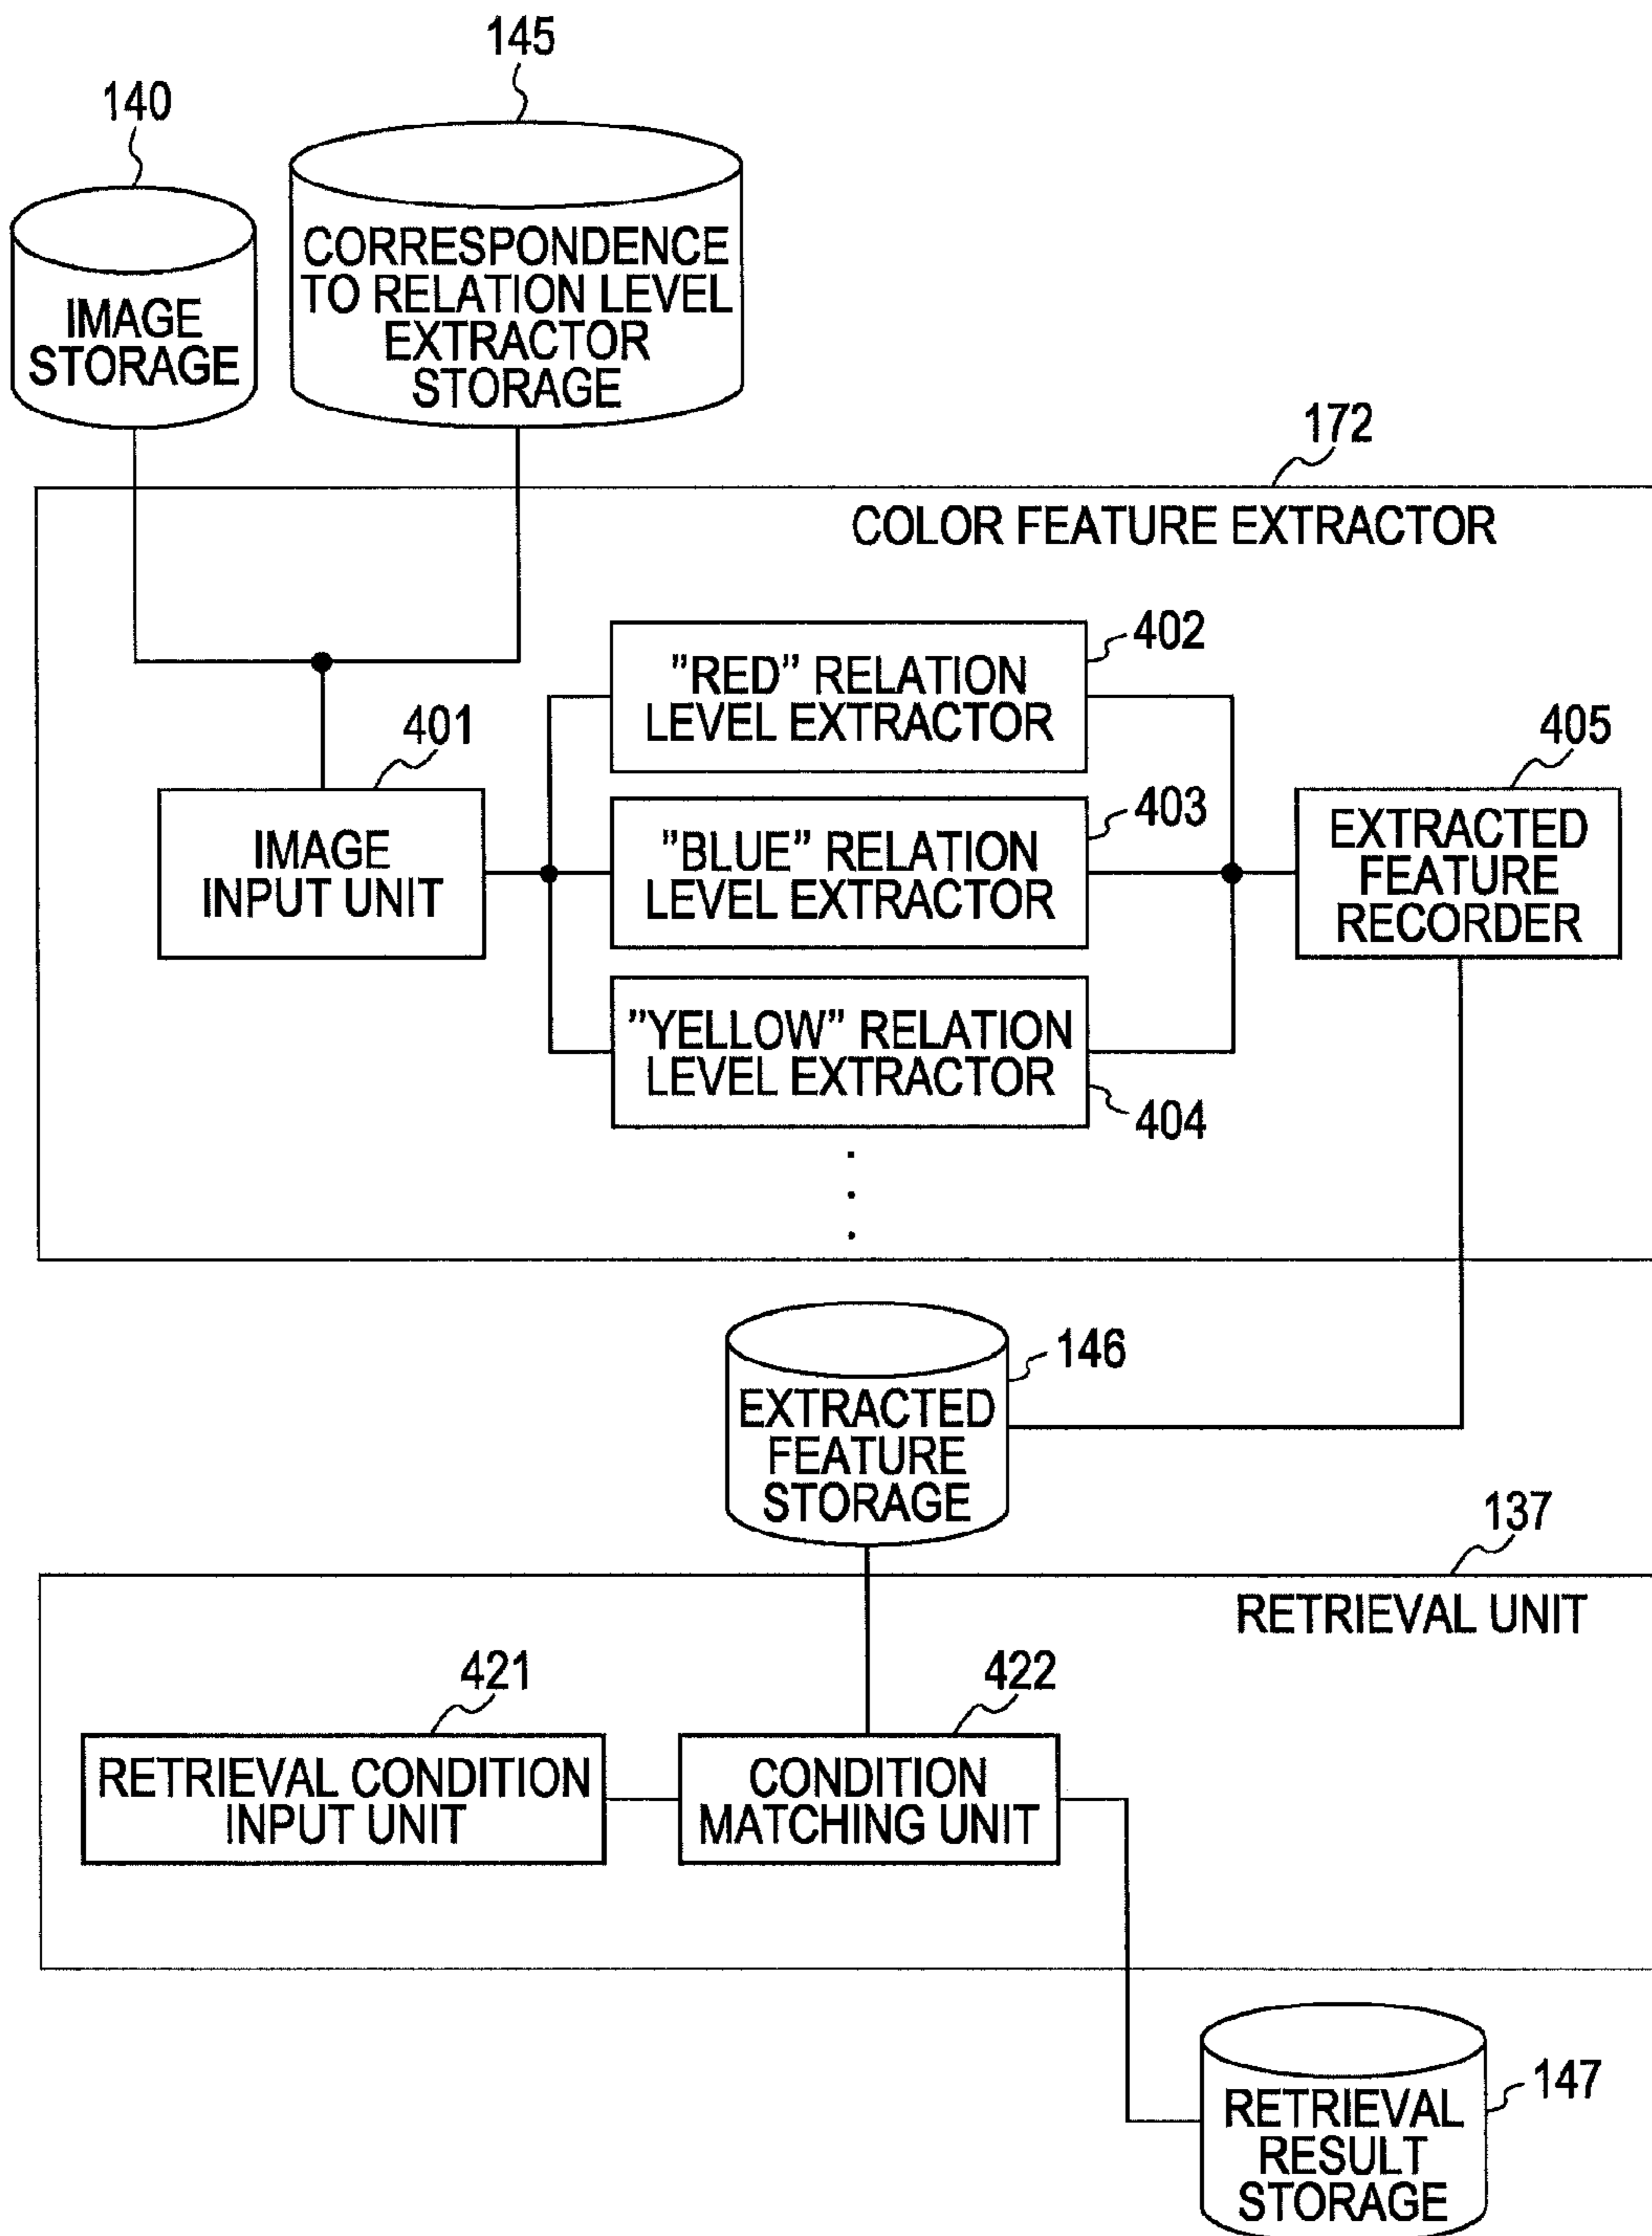 145
140
CORRESPONDENCE
TO RELATION LEVEL
EXTRACTOR
STORAGE
IMAGE
STORAGE
172
COLOR FEATURE EXTRACTOR
402
"RED" RELATION
LEVEL EXTRACTOR
401
405
403
IMAGE
INPUT UNIT
"BLUE" RELATION
LEVEL EXTRACTOR
EXTRACTED
FEATURE
RECORDER
"YELLOW" RELATION
LEVEL EXTRACTOR
404
146
EXTRACTED
FEATURE
STORAGE
137
RETRIEVAL UNIT
421
422
RETRIEVAL CONDITION
INPUT UNIT
CONDITION
MATCHING UNIT
147
RETRIEVAL
RESULT
STORAGE